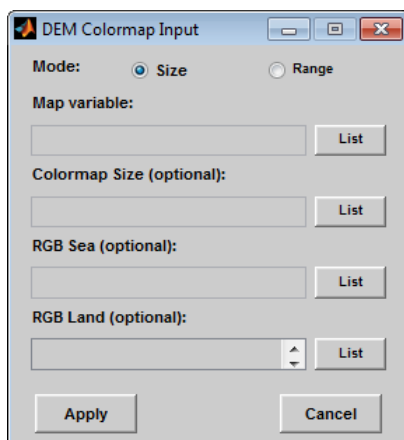 DEM Colormap Input
Mode: Size Range
Map variable:
List
Colormap Size (optional):
List
RGB Sea (optional):
List
RGB Land (optional):
List
Apply Cancel